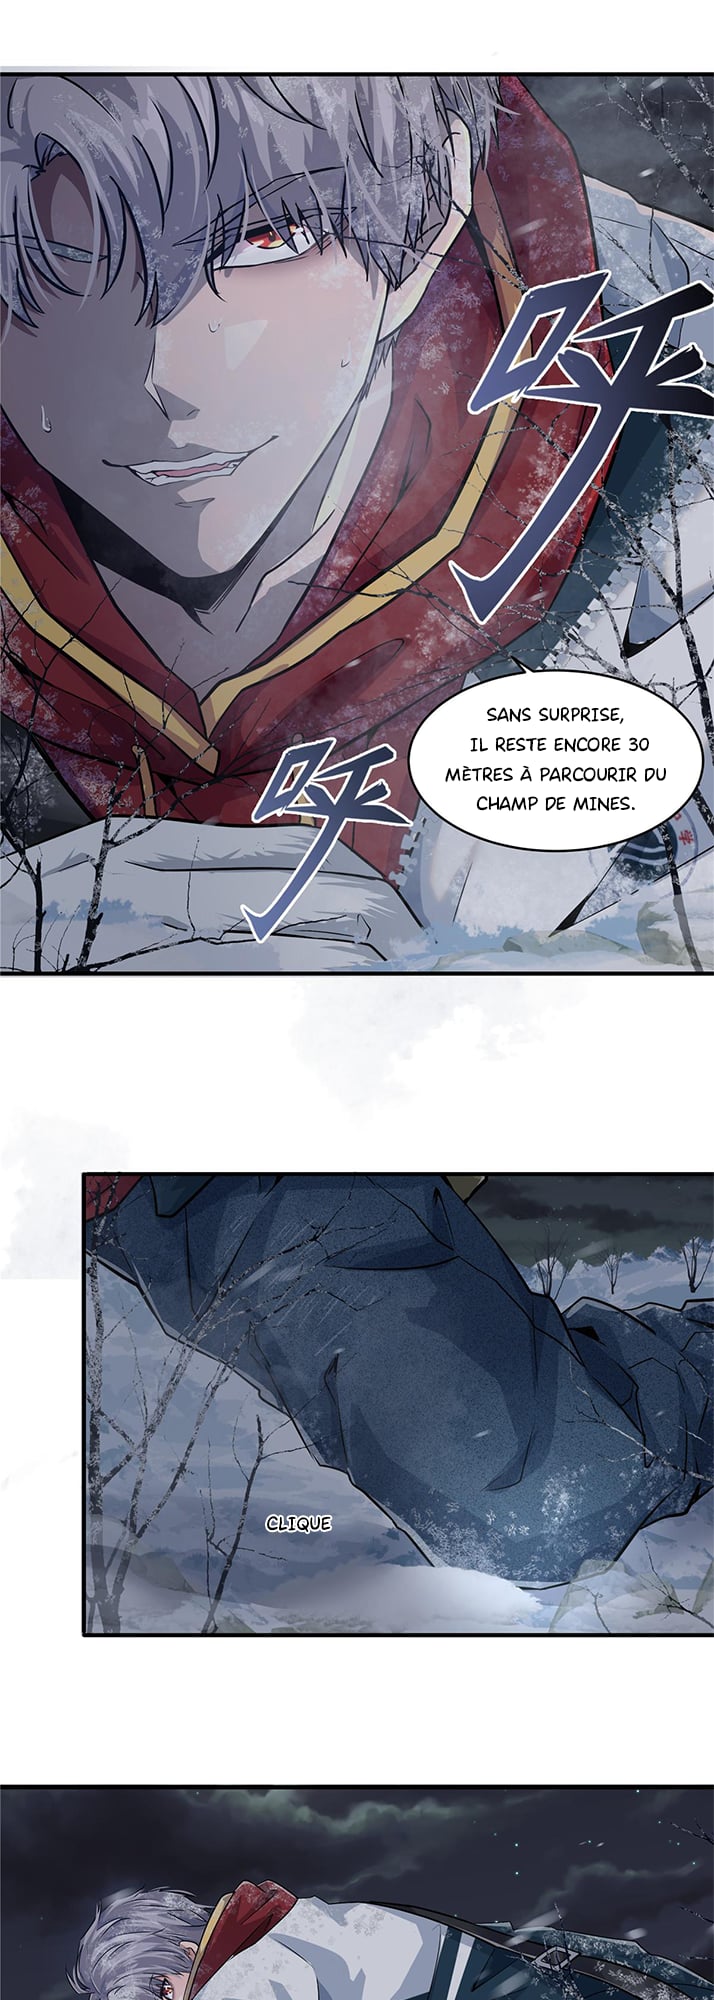 呼
SANS SURPRISE,
IL RESTE ENCORE 30
MÈTRES À PARCOURIR DU
CHAMP DE MINES.
呼
CLIQUE